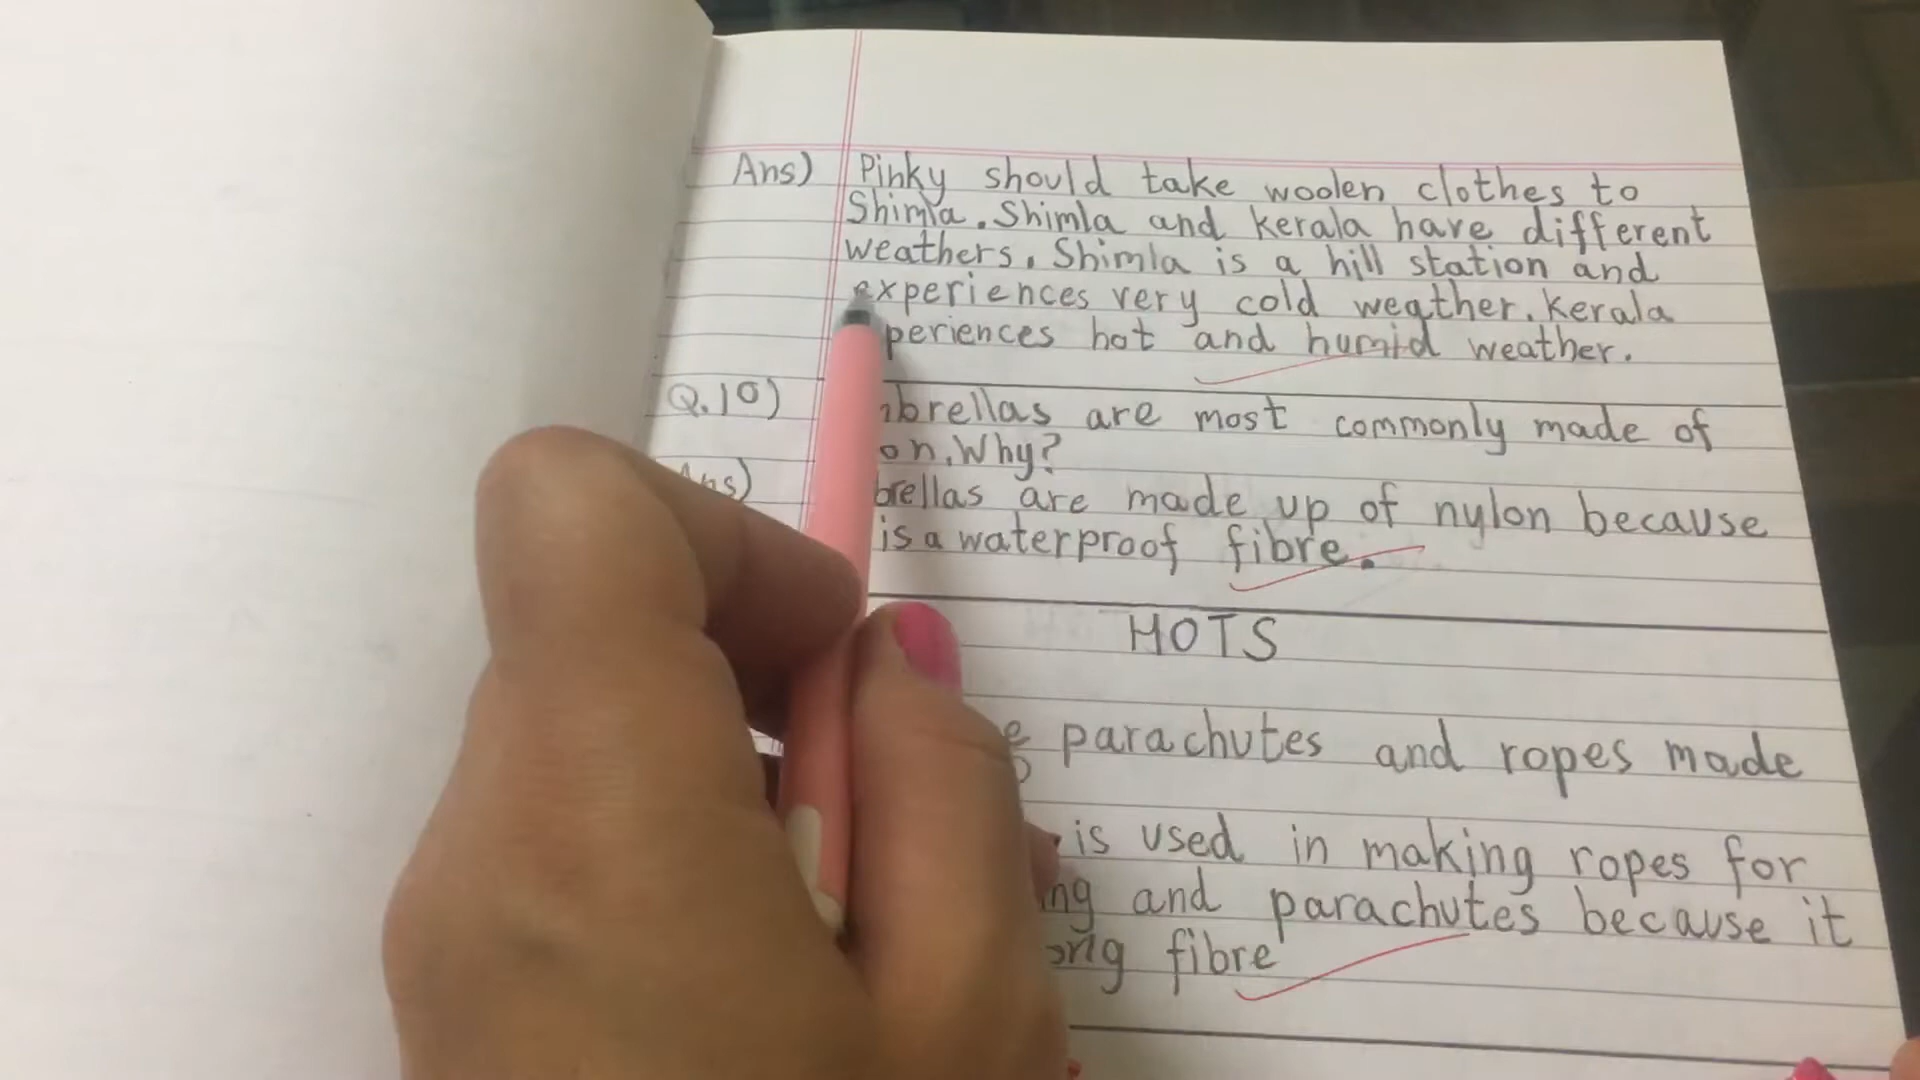 Ans) Pinky should take woolen clothes to
Shimla. Shimla and Kerala have different
weathers. Shimla is a hill station and
experiences very cold weather. Kerala
periences hot and humid weather.
Q.10) brellas are most commonly made of
on. Why?
Ans) brellas are made up of nylon because
is a waterproof fibre.
HOTS
e parachutes and ropes made
is used in making ropes for
ng and parachutes because it
ong fibre